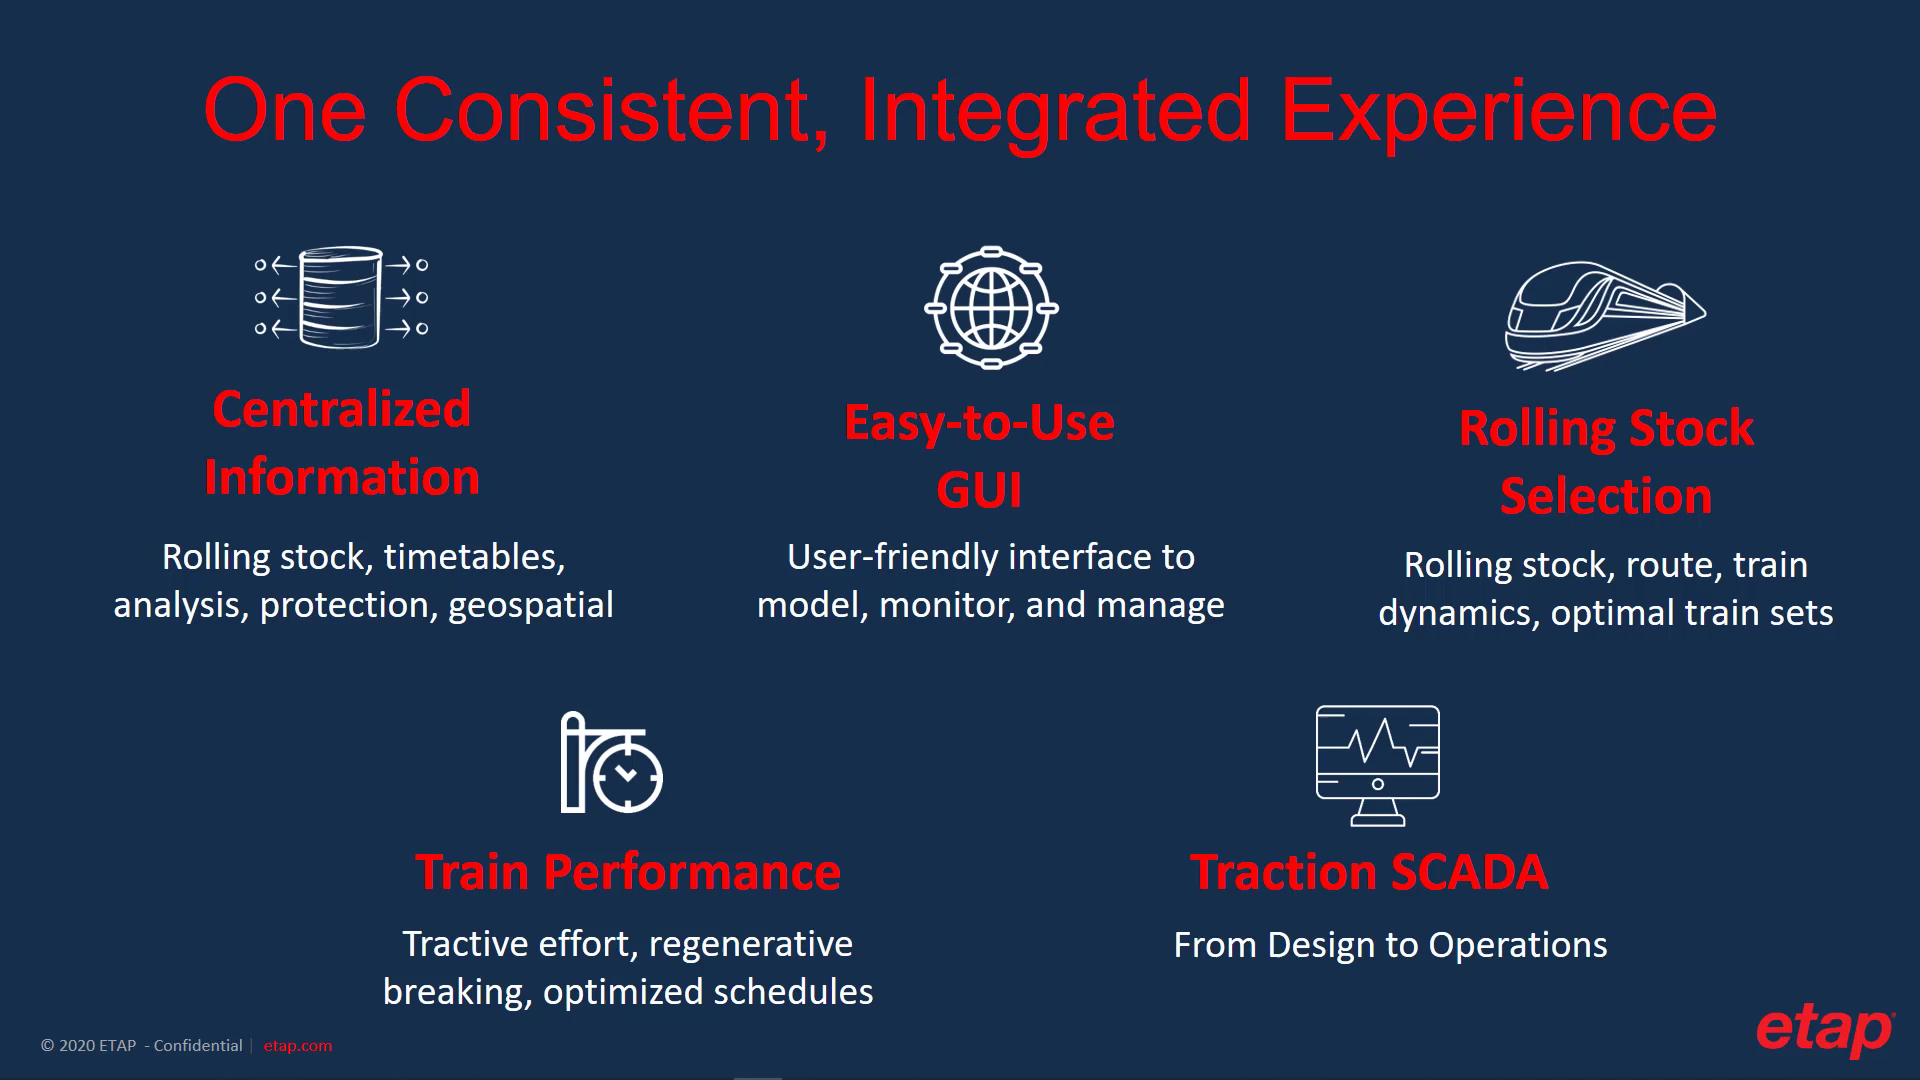 One Consistent, Integrated Experience
Centralized
Information
Rolling stock, timetables,
analysis, protection, geospatial
Easy-to-Use
GUI
User-friendly interface to
model, monitor, and manage
Rolling Stock
Selection
Rolling stock, route, train
dynamics, optimal train sets
Train Performance
Tractive effort, regenerative
breaking, optimized schedules
Traction SCADA
From Design to Operations
© 2020 ETAP - Confidential | etap.com
etap